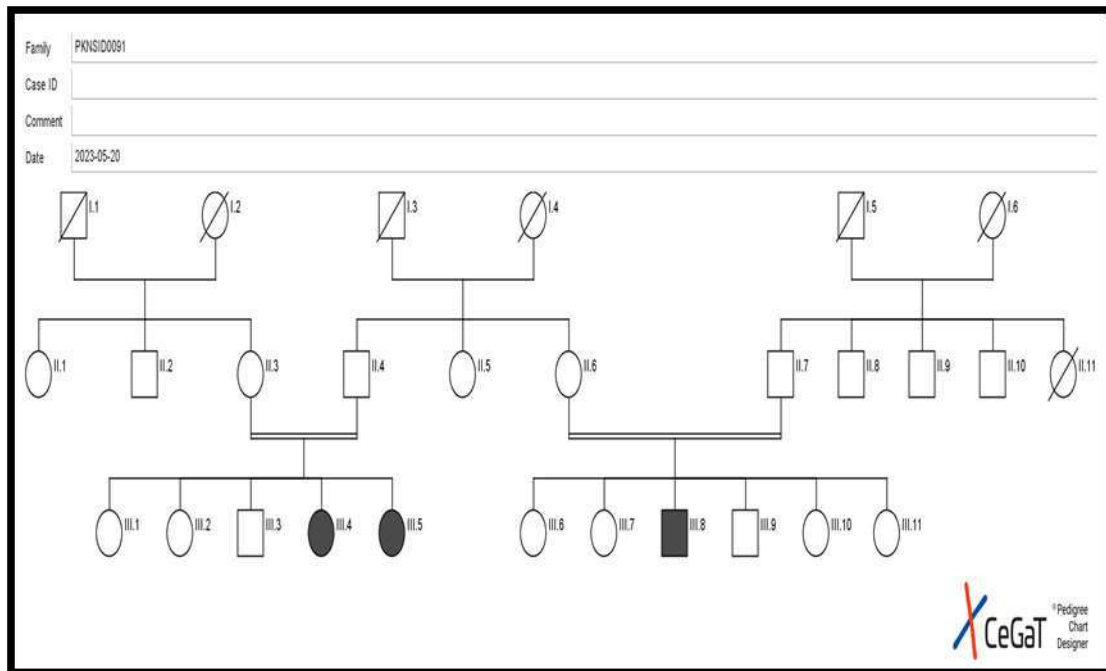 Family PKNSID0091
Case ID
Comment
Date 2023-05-20
I.1 I.2 I.3 I.4 I.5 I.6
II.1 II.2 II.3 II.4 II.5 II.6 II.7 II.8 II.9 II.10 II.11
III.1 III.2 III.3 III.4 III.5 III.6 III.7 III.8 III.9 III.10 III.11
CeGaT ® Pedigree
Chart
Designer